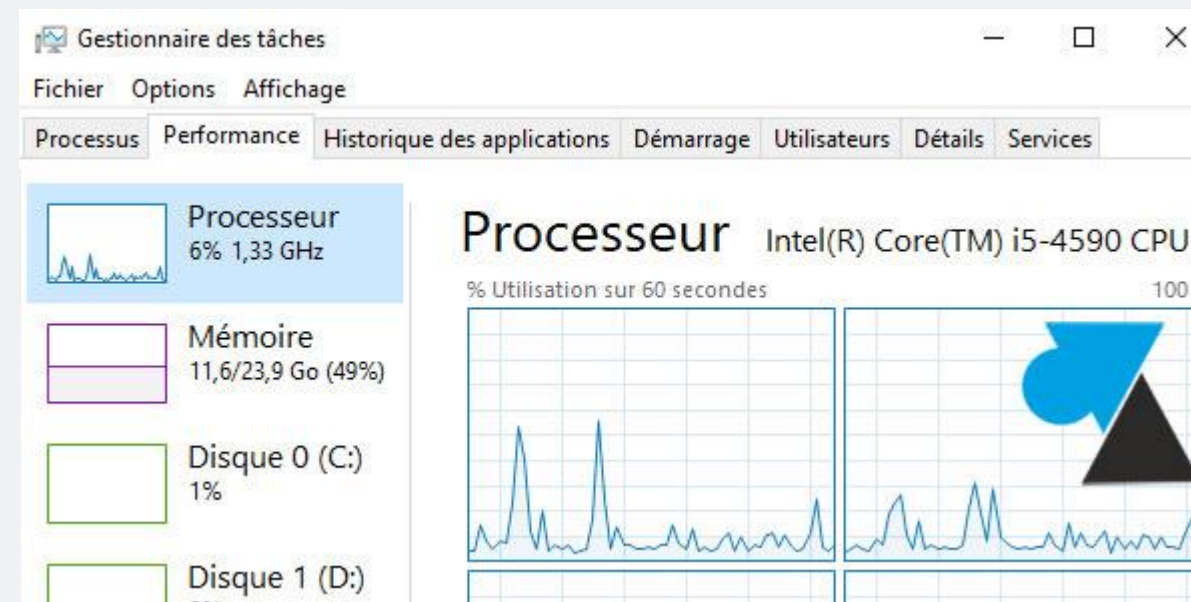 Gestionnaire des tâches
Fichier Options Affichage
Processus Performance Historique des applications Démarrage Utilisateurs Détails Services
Processeur
6% 1,33 GHz
Mémoire
11,6/23,9 Go (49%)
Disque 0 (C:)
1%
Disque 1 (D:)
Processeur Intel(R) Core(TM) i5-4590 CPU
% Utilisation sur 60 secondes 100